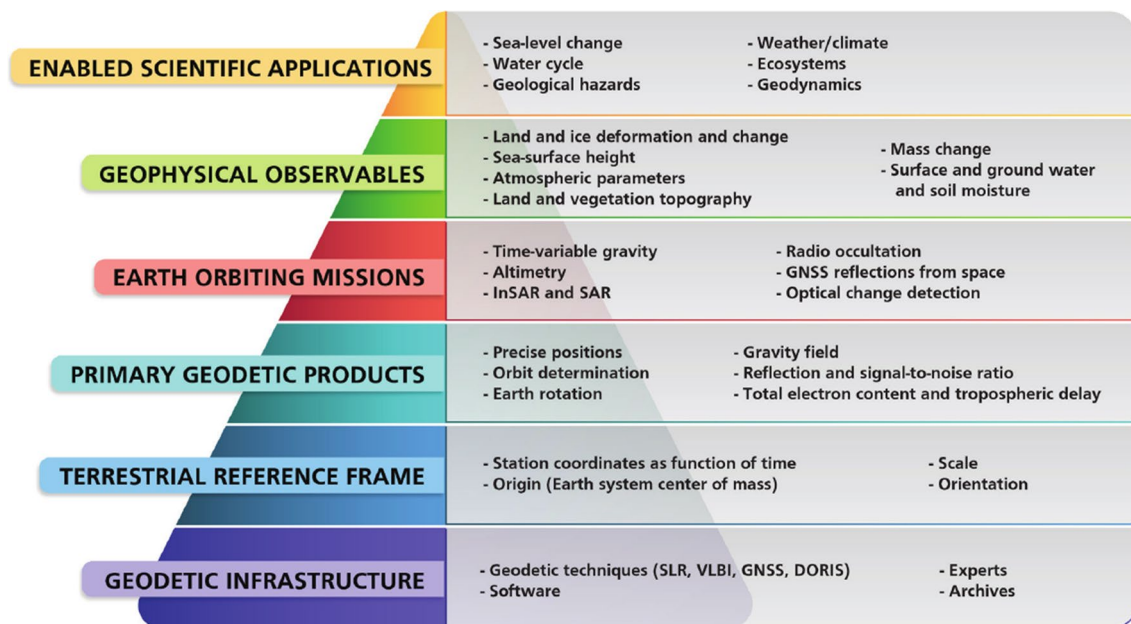 ENABLED SCIENTIFIC APPLICATIONS
- Sea-level change
- Water cycle
- Geological hazards
- Weather/climate
- Ecosystems
- Geodynamics
GEOPHYSICAL OBSERVABLES
- Land and ice deformation and change
- Sea-surface height
- Atmospheric parameters
- Land and vegetation topography
- Mass change
- Surface and ground water
and soil moisture
EARTH ORBITING MISSIONS
- Time-variable gravity
- Altimetry
- InSAR and SAR
- Radio occultation
- GNSS reflections from space
- Optical change detection
PRIMARY GEODETIC PRODUCTS
- Precise positions
- Orbit determination
- Earth rotation
- Gravity field
- Reflection and signal-to-noise ratio
- Total electron content and tropospheric delay
TERRESTRIAL REFERENCE FRAME
- Station coordinates as function of time
- Origin (Earth system center of mass)
- Scale
- Orientation
GEODETIC INFRASTRUCTURE
- Geodetic techniques (SLR, VLBI, GNSS, DORIS)
- Software
- Experts
- Archives